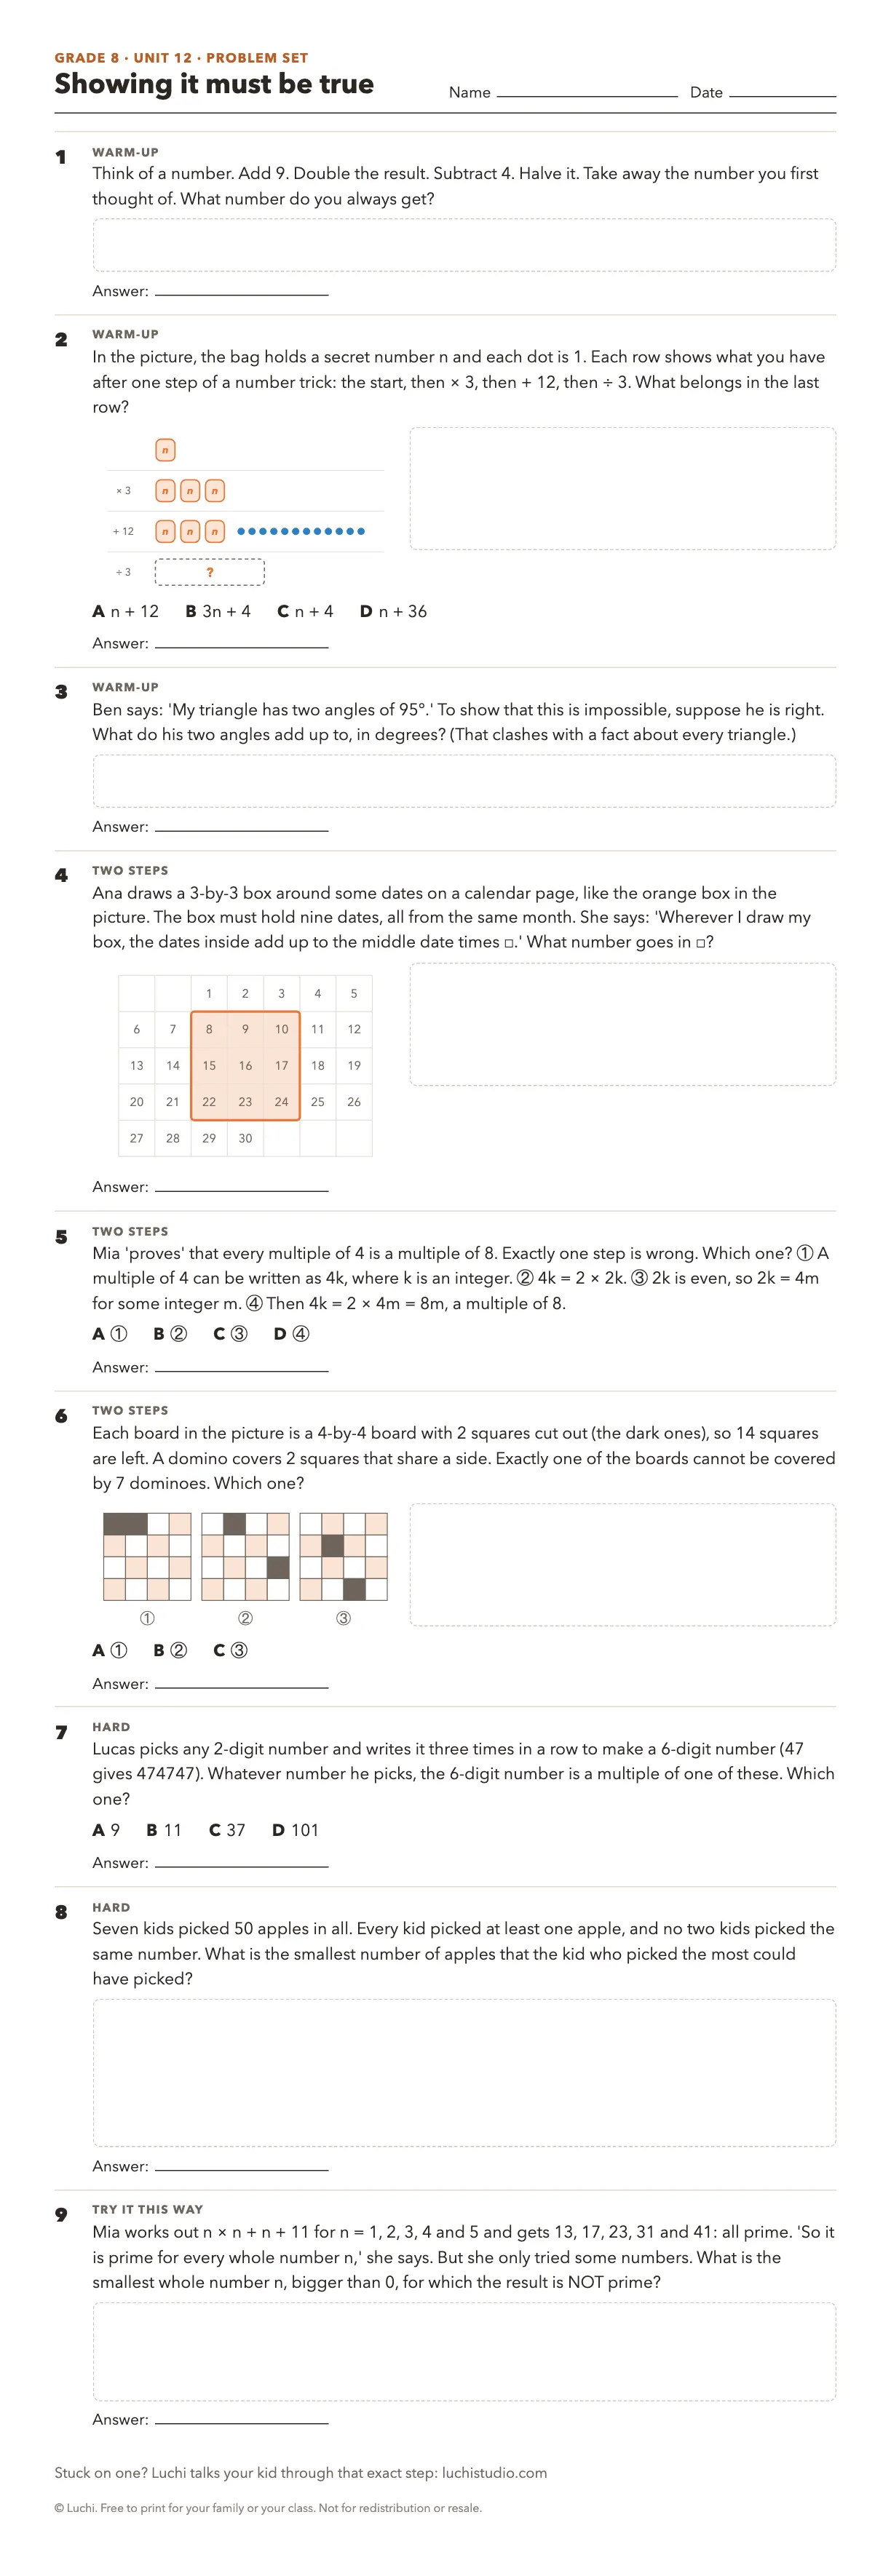 GRADE 8 · UNIT 12 · PROBLEM SET
Showing it must be true
Name
Date
1
WARM-UP
Think of a number. Add 9. Double the result. Subtract 4. Halve it. Take away the number you first
thought of. What number do you always get?
Answer:
2
WARM-UP
In the picture, the bag holds a secret number n and each dot is 1. Each row shows what you have
after one step of a number trick: the start, then × 3, then + 12, then ÷ 3. What belongs in the last
row?
n
× 3 n n n
+ 12 n n n
÷ 3 ?
A n + 12 B 3n + 4 C n + 4 D n + 36
Answer:
3
WARM-UP
Ben says: 'My triangle has two angles of 95°.' To show that this is impossible, suppose he is right.
What do his two angles add up to, in degrees? (That clashes with a fact about every triangle.)
Answer:
4
TWO STEPS
Ana draws a 3-by-3 box around some dates on a calendar page, like the orange box in the
picture. The box must hold nine dates, all from the same month. She says: 'Wherever I draw my
box, the dates inside add up to the middle date times □.' What number goes in □?
1 2 3 4 5
6 7 8 9 10 11 12
13 14 15 16 17 18 19
20 21 22 23 24 25 26
27 28 29 30
Answer:
5
TWO STEPS
Mia 'proves' that every multiple of 4 is a multiple of 8. Exactly one step is wrong. Which one? ① A
multiple of 4 can be written as 4k, where k is an integer. ② 4k = 2 × 2k. ③ 2k is even, so 2k = 4m
for some integer m. ④ Then 4k = 2 × 4m = 8m, a multiple of 8.
A ① B ② C ③ D ④
Answer:
6
TWO STEPS
Each board in the picture is a 4-by-4 board with 2 squares cut out (the dark ones), so 14 squares
are left. A domino covers 2 squares that share a side. Exactly one of the boards cannot be covered
by 7 dominoes. Which one?
① ② ③
A ① B ② C ③
Answer:
7
HARD
Lucas picks any 2-digit number and writes it three times in a row to make a 6-digit number (47
gives 474747). Whatever number he picks, the 6-digit number is a multiple of one of these. Which
one?
A 9 B 11 C 37 D 101
Answer:
8
HARD
Seven kids picked 50 apples in all. Every kid picked at least one apple, and no two kids picked the
same number. What is the smallest number of apples that the kid who picked the most could
have picked?
Answer:
9
TRY IT THIS WAY
Mia works out n × n + n + 11 for n = 1, 2, 3, 4 and 5 and gets 13, 17, 23, 31 and 41: all prime. 'So it
is prime for every whole number n,' she says. But she only tried some numbers. What is the
smallest whole number n, bigger than 0, for which the result is NOT prime?
Answer:
Stuck on one? Luchi talks your kid through that exact step: luchistudio.com
© Luchi. Free to print for your family or your class. Not for redistribution or resale.